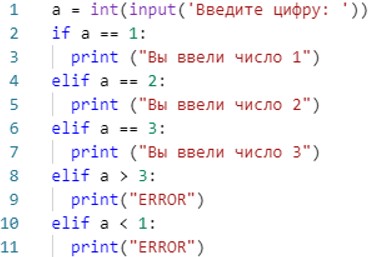 1 a = int(input('Введите цифру: '))
2 if a == 1:
3 print ("Вы ввели число 1")
4 elif a == 2:
5 print ("Вы ввели число 2")
6 elif a == 3:
7 print ("Вы ввели число 3")
8 elif a > 3:
9 print("ERROR")
10 elif a < 1:
11 print("ERROR")